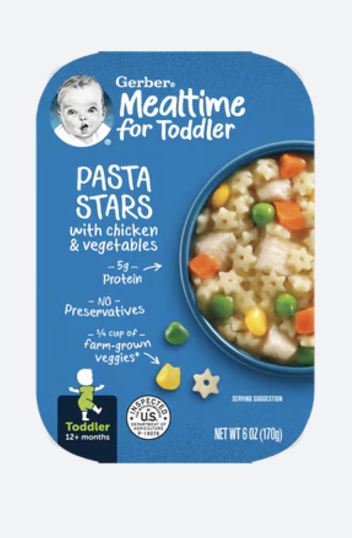 Gerber®
Mealtime
for Toddler
®
PASTA
STARS
with chicken
& vegetables
– 5g –
Protein
– NO –
Preservatives
– ¼ cup of –
farm-grown
veggies*
Toddler
12+ months
INSPECTED
U.S.
DEPARTMENT OF
AGRICULTURE
SERVING SUGGESTION
NET WT 6 OZ (170g)